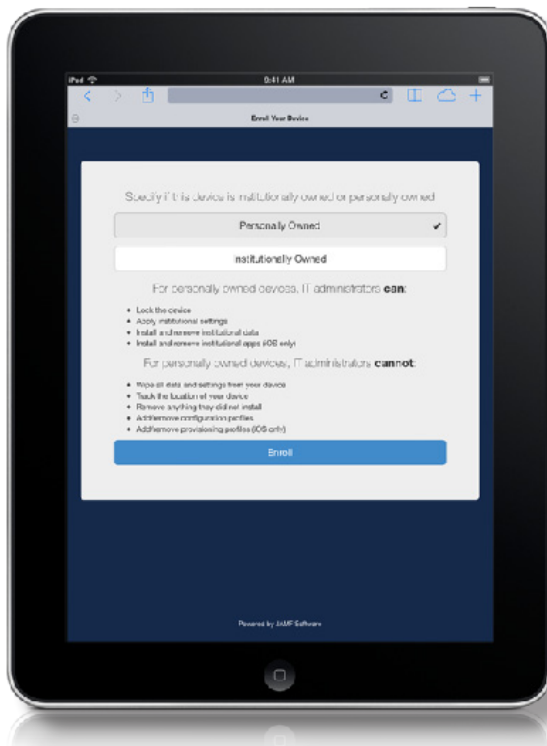 iPad
9:41 AM
Enroll Your Device
Specify if this device is institutionally owned or personally owned
Personally Owned
Institutionally Owned
For personally owned devices, IT administrators can:
• Lock the device
• Apply institutional settings
• Install and remove institutional data
• Install and remove institutional apps (iOS only)
For personally owned devices, IT administrators cannot:
• Wipe all data and settings from your device
• Track the location of your device
• Remove anything they did not install
• Add/remove configuration profiles
• Add/remove provisioning profiles (iOS only)
Enroll
Powered by JAMF Software